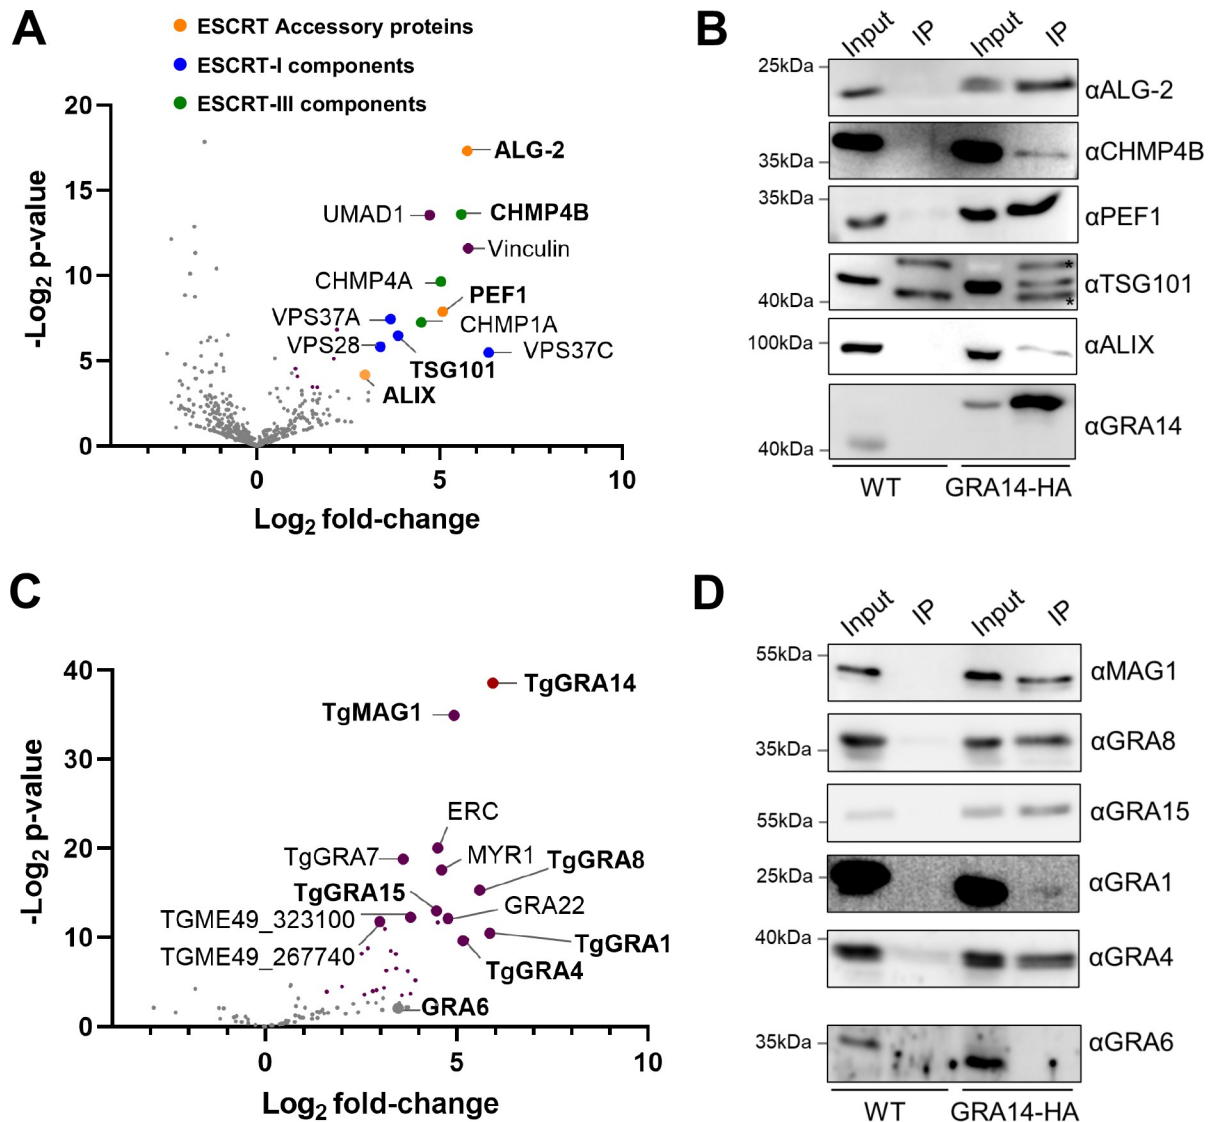 A
ESCRT Accessory proteins
ESCRT-I components
ESCRT-III components
-Log2 p-value
20
15
10
5
0
ALG-2
UMAD1
CHMP4B
Vinculin
CHMP4A
PEF1
VPS37A
CHMP1A
VPS28
VPS37C
TSG101
ALIX
0
5
10
Log2 fold-change
B
Input
IP
Input
IP
25kDa
αALG-2
35kDa
αCHMP4B
35kDa
αPEF1
*
αTSG101
40kDa
*
100kDa
αALIX
αGRA14
40kDa
WT
GRA14-HA
C
-Log2 p-value
40
30
20
10
0
TgGRA14
TgMAG1
ERC
TgGRA7
MYR1
TgGRA8
TgGRA15
GRA22
TGME49_323100
TgGRA1
TGME49_267740
TgGRA4
GRA6
0
5
10
Log2 fold-change
D
Input
IP
Input
IP
55kDa
αMAG1
35kDa
αGRA8
55kDa
αGRA15
25kDa
αGRA1
40kDa
αGRA4
35kDa
αGRA6
WT
GRA14-HA